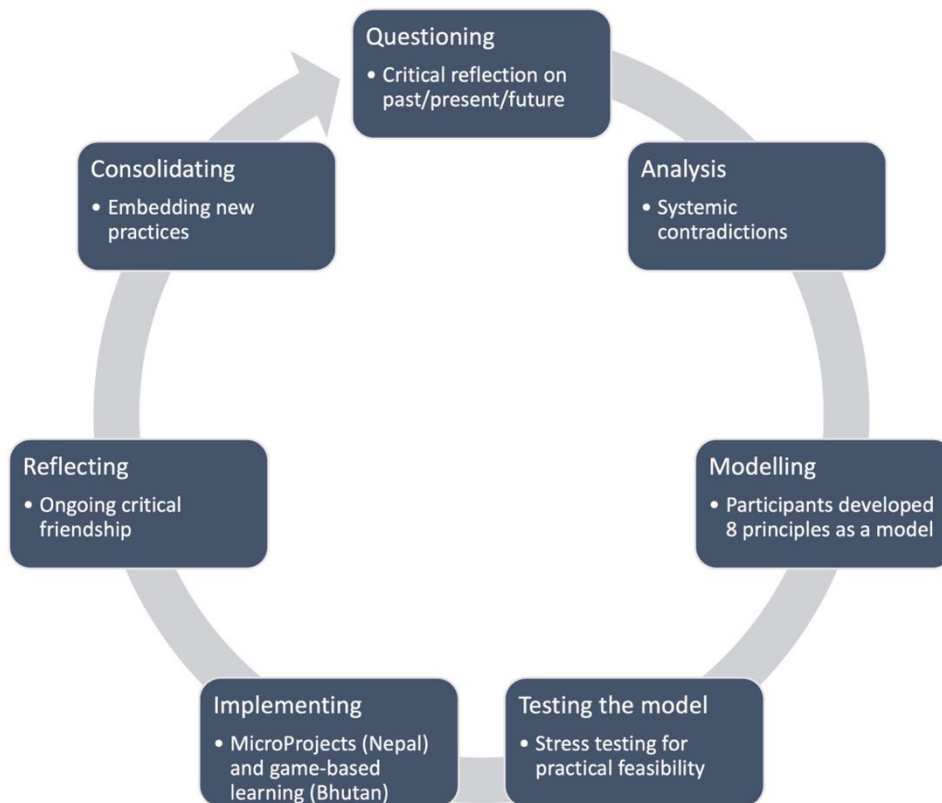 Questioning
• Critical reflection on
past/present/future
Analysis
• Systemic
contradictions
Modelling
• Participants developed
8 principles as a model
Testing the model
• Stress testing for
practical feasibility
Implementing
• MicroProjects (Nepal)
and game-based
learning (Bhutan)
Reflecting
• Ongoing critical
friendship
Consolidating
• Embedding new
practices